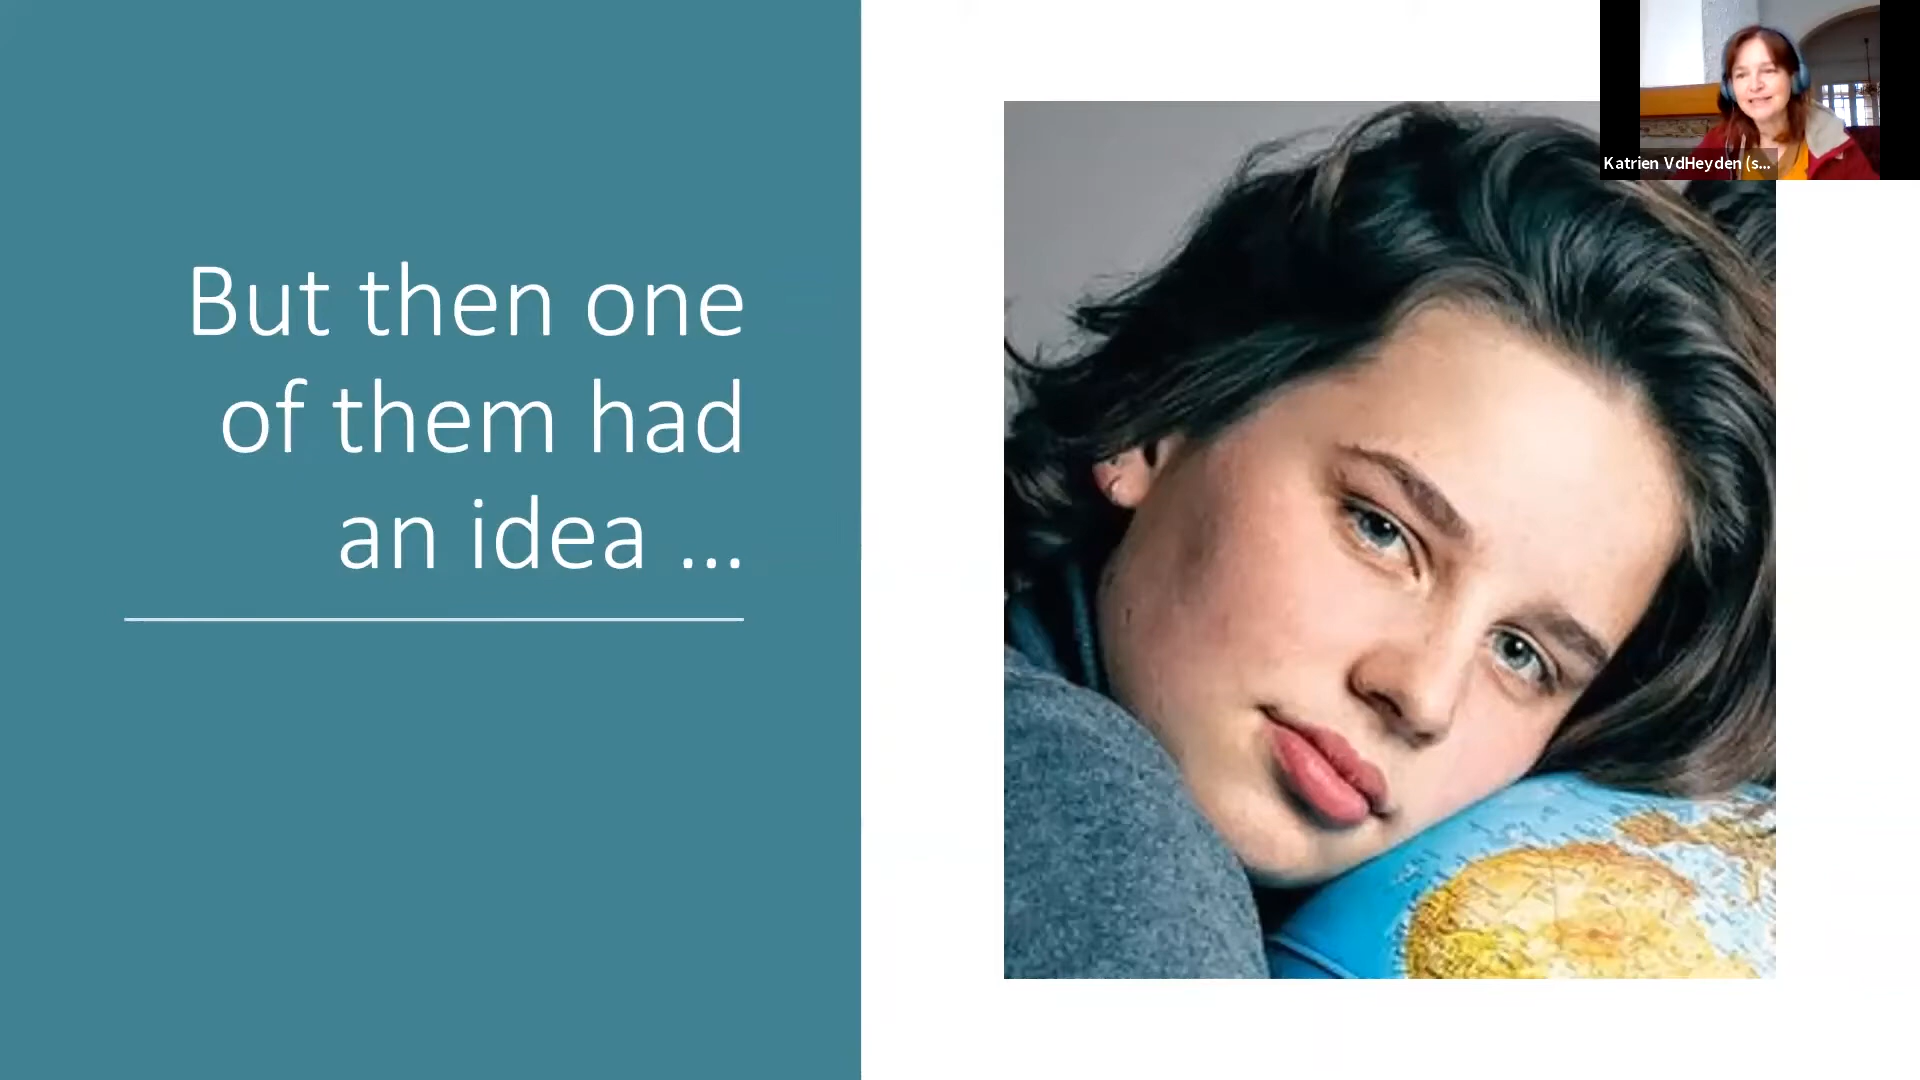 But then one
of them had
an idea ...
Katrien VdHeyden (s...